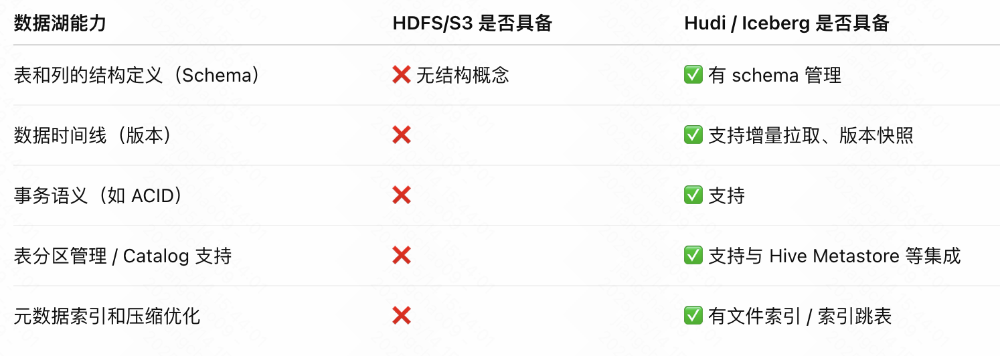 数据湖能力 HDFS/S3 是否具备 Hudi / Iceberg 是否具备
表和列的结构定义（Schema） ❌ 无结构概念 ✅ 有 schema 管理
数据时间线（版本） ❌ ✅ 支持增量拉取、版本快照
事务语义（如 ACID） ❌ ✅ 支持
表分区管理 / Catalog 支持 ❌ ✅ 支持与 Hive Metastore 等集成
元数据索引和压缩优化 ❌ ✅ 有文件索引 / 索引跳表